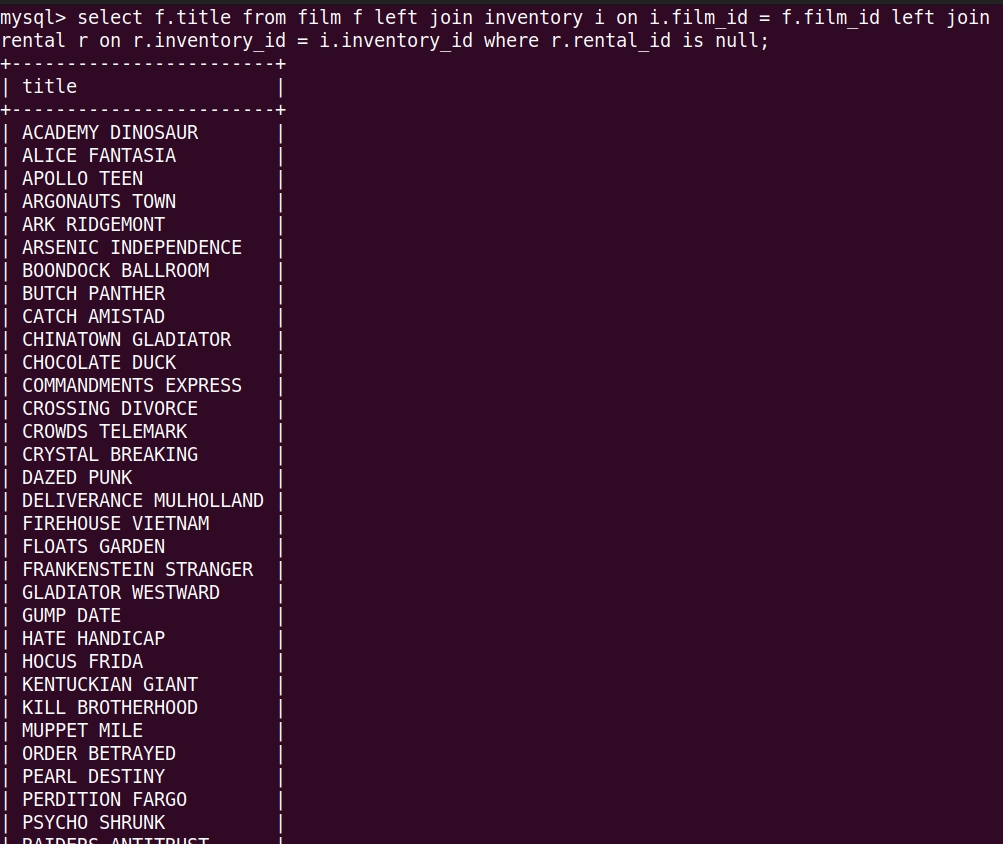 mysql> select f.title from film f left join inventory i on i.film_id = f.film_id left join
rental r on r.inventory_id = i.inventory_id where r.rental_id is null;
+------------------------+
| title                  |
+------------------------+
| ACADEMY DINOSAUR       |
| ALICE FANTASIA         |
| APOLLO TEEN            |
| ARGONAUTS TOWN         |
| ARK RIDGEMONT          |
| ARSENIC INDEPENDENCE   |
| BOONDOCK BALLROOM      |
| BUTCH PANTHER          |
| CATCH AMISTAD          |
| CHINATOWN GLADIATOR    |
| CHOCOLATE DUCK         |
| COMMANDMENTS EXPRESS   |
| CROSSING DIVORCE       |
| CROWDS TELEMARK        |
| CRYSTAL BREAKING       |
| DAZED PUNK             |
| DELIVERANCE MULHOLLAND |
| FIREHOUSE VIETNAM      |
| FLOATS GARDEN          |
| FRANKENSTEIN STRANGER  |
| GLADIATOR WESTWARD     |
| GUMP DATE              |
| HATE HANDICAP          |
| HOCUS FRIDA            |
| KENTUCKIAN GIANT       |
| KILL BROTHERHOOD       |
| MUPPET MILE            |
| ORDER BETRAYED         |
| PEARL DESTINY          |
| PERDITION FARGO        |
| PSYCHO SHRUNK          |
| RAIDERS ANTITRUST      |